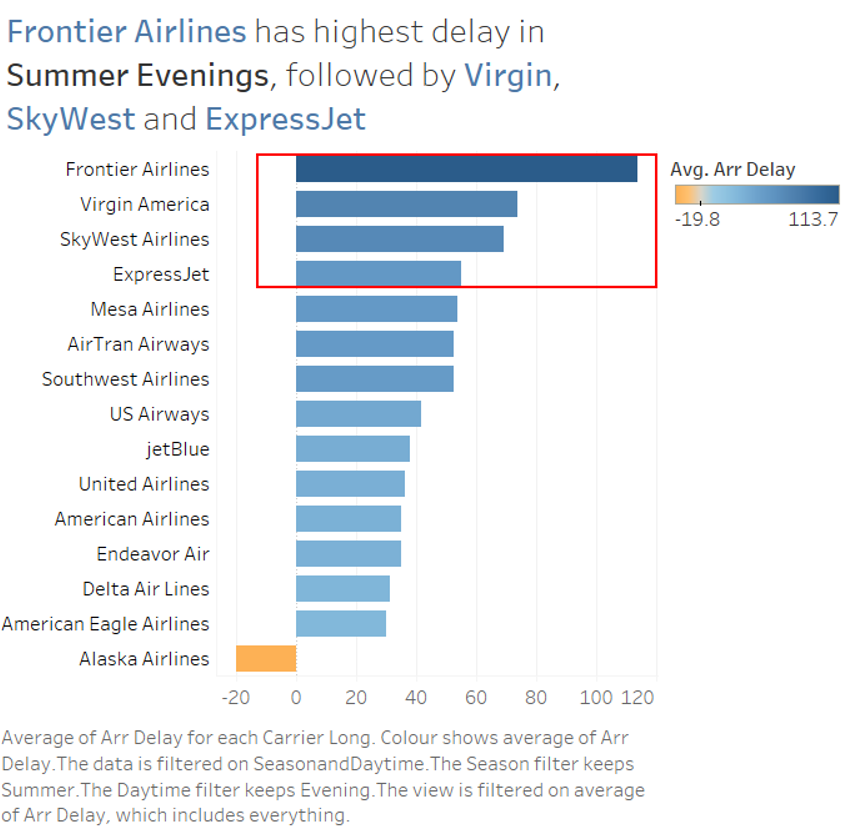 Frontier Airlines has highest delay in
Summer Evenings, followed by Virgin,
SkyWest and ExpressJet
Frontier Airlines
Virgin America
SkyWest Airlines
ExpressJet
Mesa Airlines
AirTran Airways
Southwest Airlines
US Airways
jetBlue
United Airlines
American Airlines
Endeavor Air
Delta Air Lines
American Eagle Airlines
Alaska Airlines
-20 0 20 40 60 80 100 120
Avg. Arr Delay
-19.8 113.7
Average of Arr Delay for each Carrier Long. Colour shows average of Arr
Delay.The data is filtered on SeasonandDaytime.The Season filter keeps
Summer.The Daytime filter keeps Evening.The view is filtered on average
of Arr Delay, which includes everything.